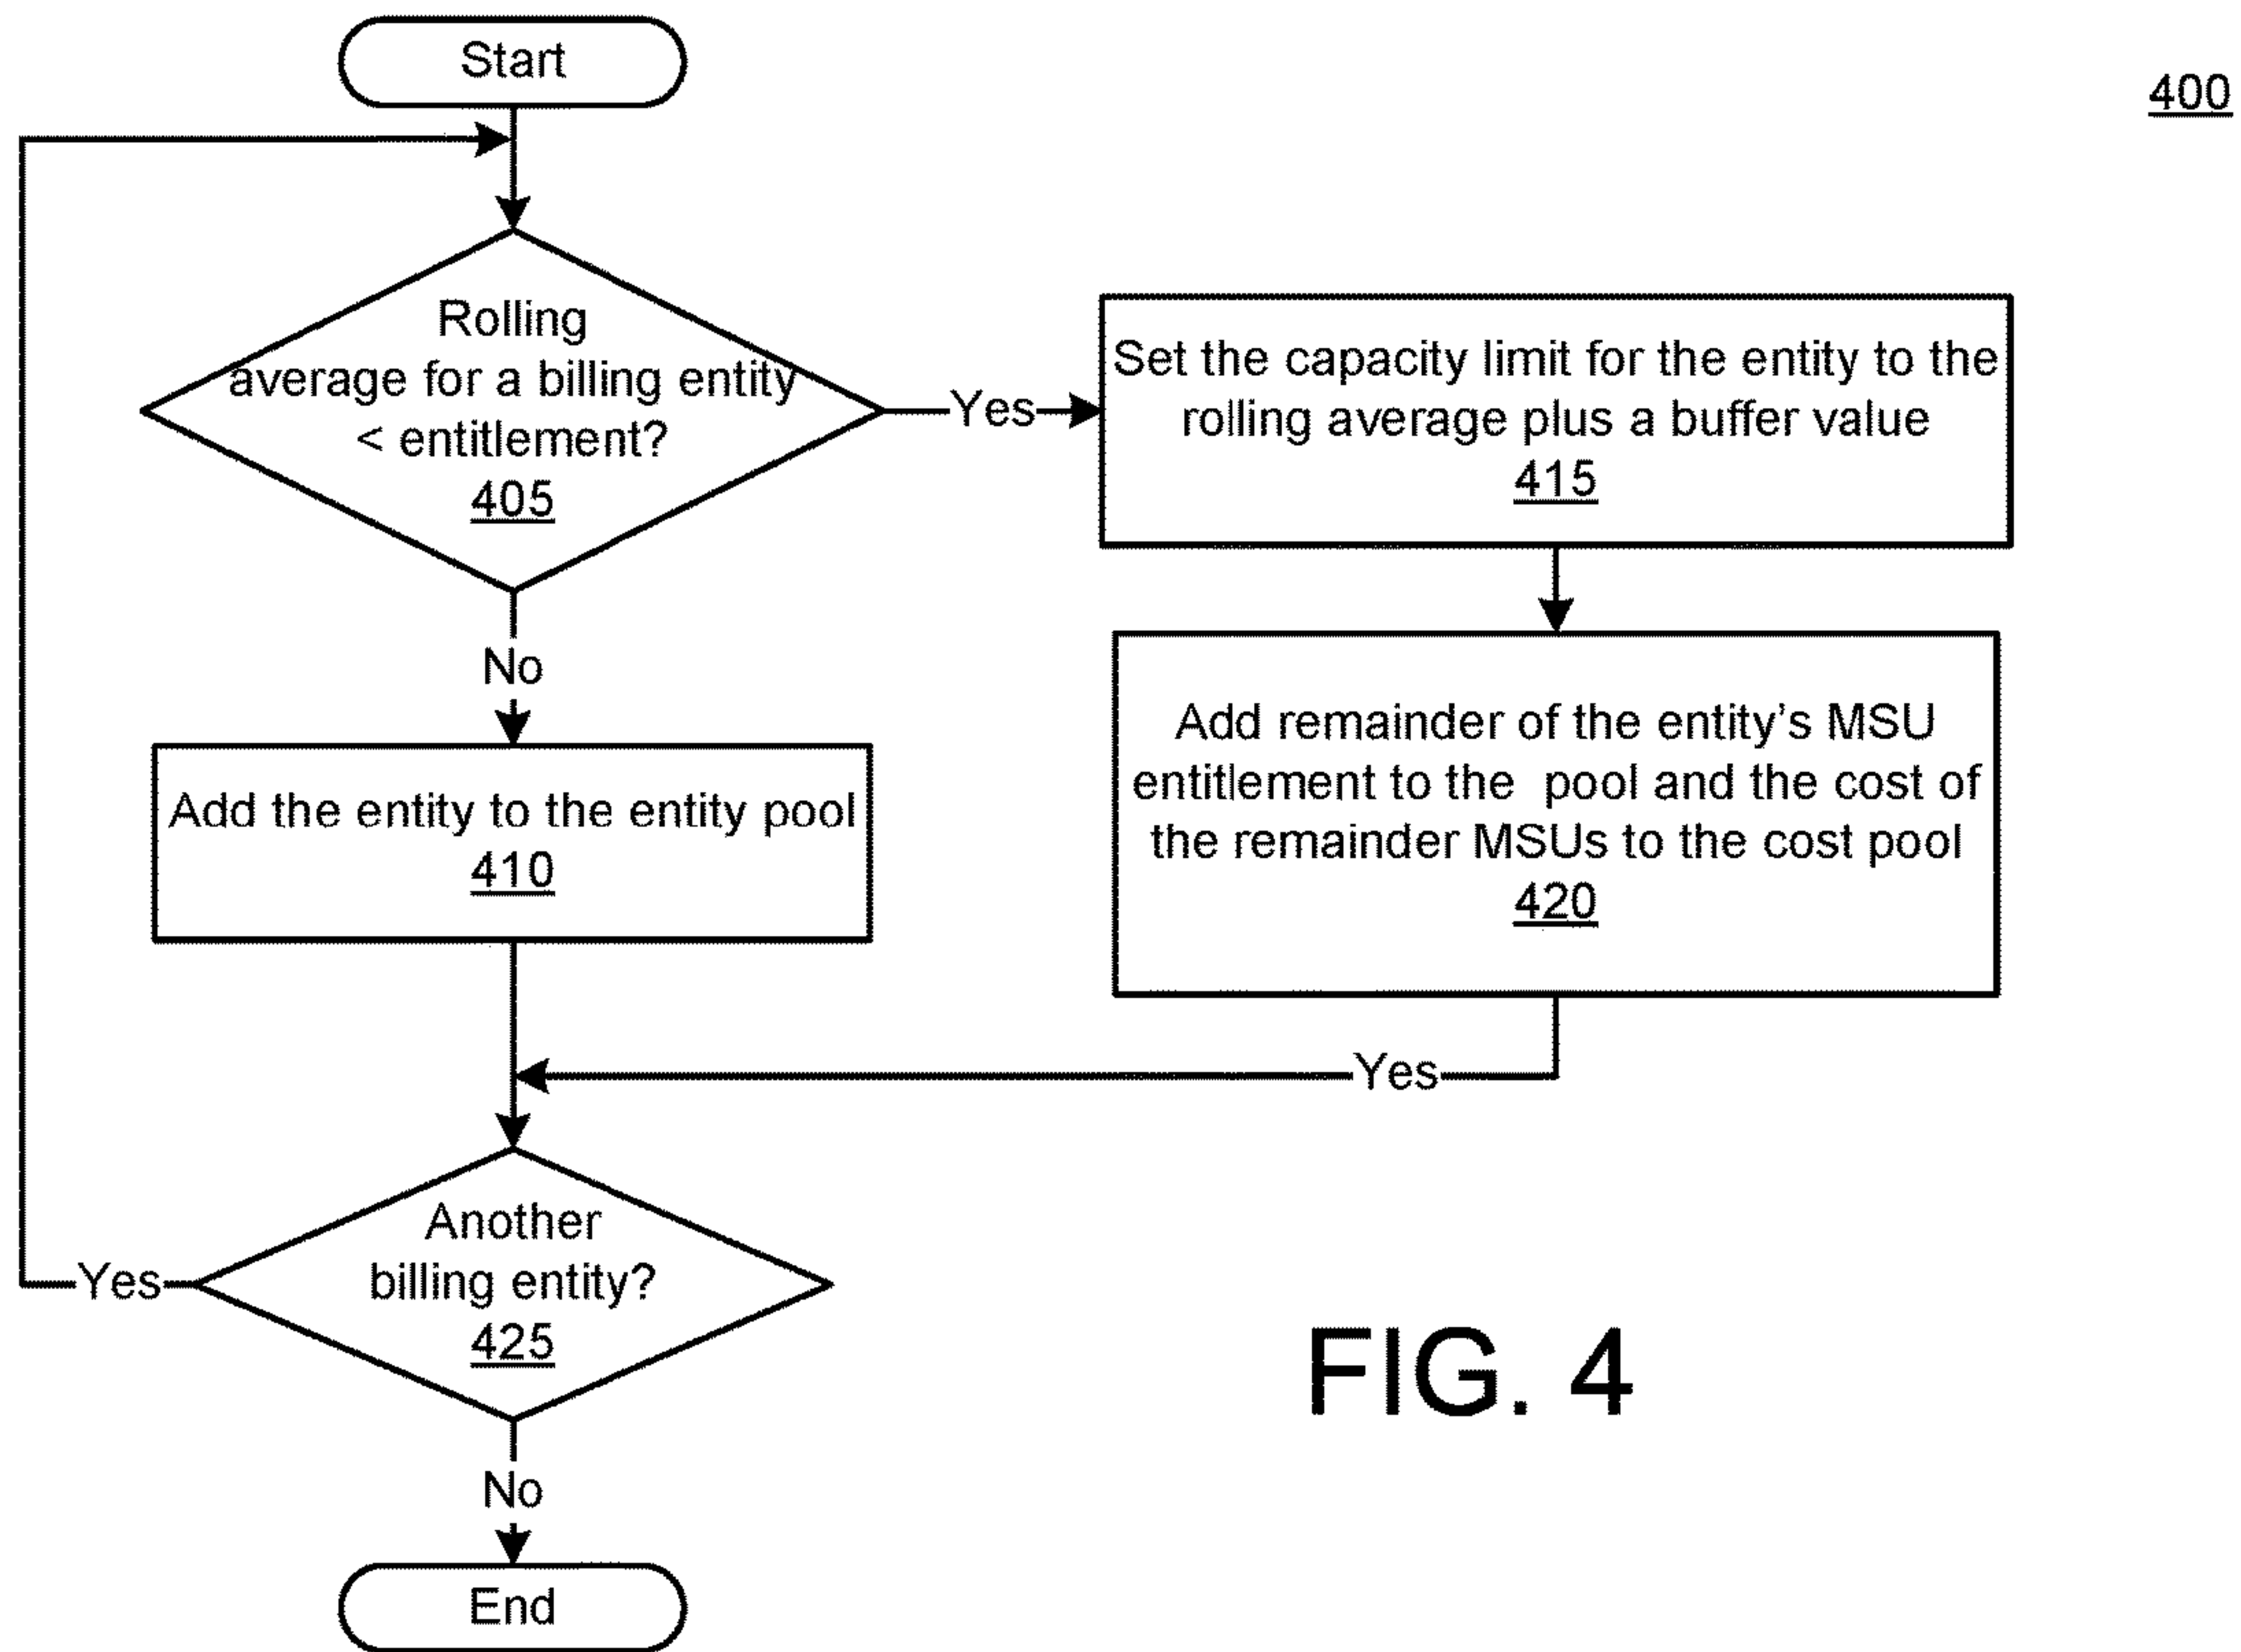 Start
400
Rolling
average for a billing entity
< entitlement?
405
Yes
Set the capacity limit for the entity to the
rolling average plus a buffer value
415
No
Add the entity to the entity pool
410
Add remainder of the entity's MSU
entitlement to the pool and the cost of
the remainder MSUs to the cost pool
420
Yes
Another
billing entity?
425
Yes
No
End
FIG. 4